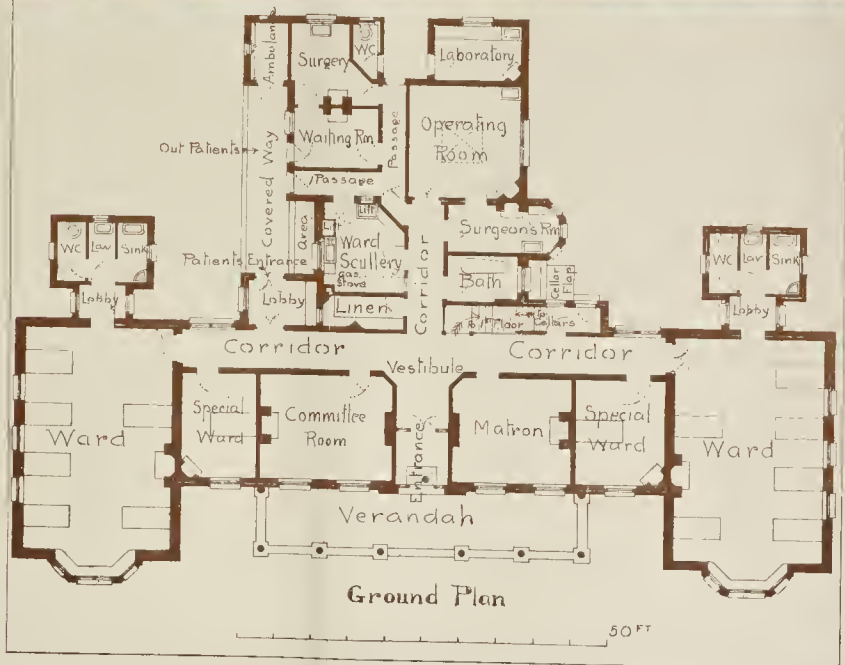 Ambulance
Surgery
WC
Laboratory
Out Patients
Covered Way
Waiting Rm
Passage
Operating
Room
Passage
WC
Lav
Sink
Lobby
Patients Entrance
Area
Lift
Lift
Ward
Scullery
gas
stove
Linen
Lobby
Corridor
Surgeon's Rm
Bath
Cellar
Flap
Cellars
Floor
WC
Lav
Sink
Lobby
Corridor
Vestibule
Corridor
Ward
Special
Ward
Committee
Room
Entrance
Matron
Special
Ward
Ward
Verandah
Ground Plan
50 FT